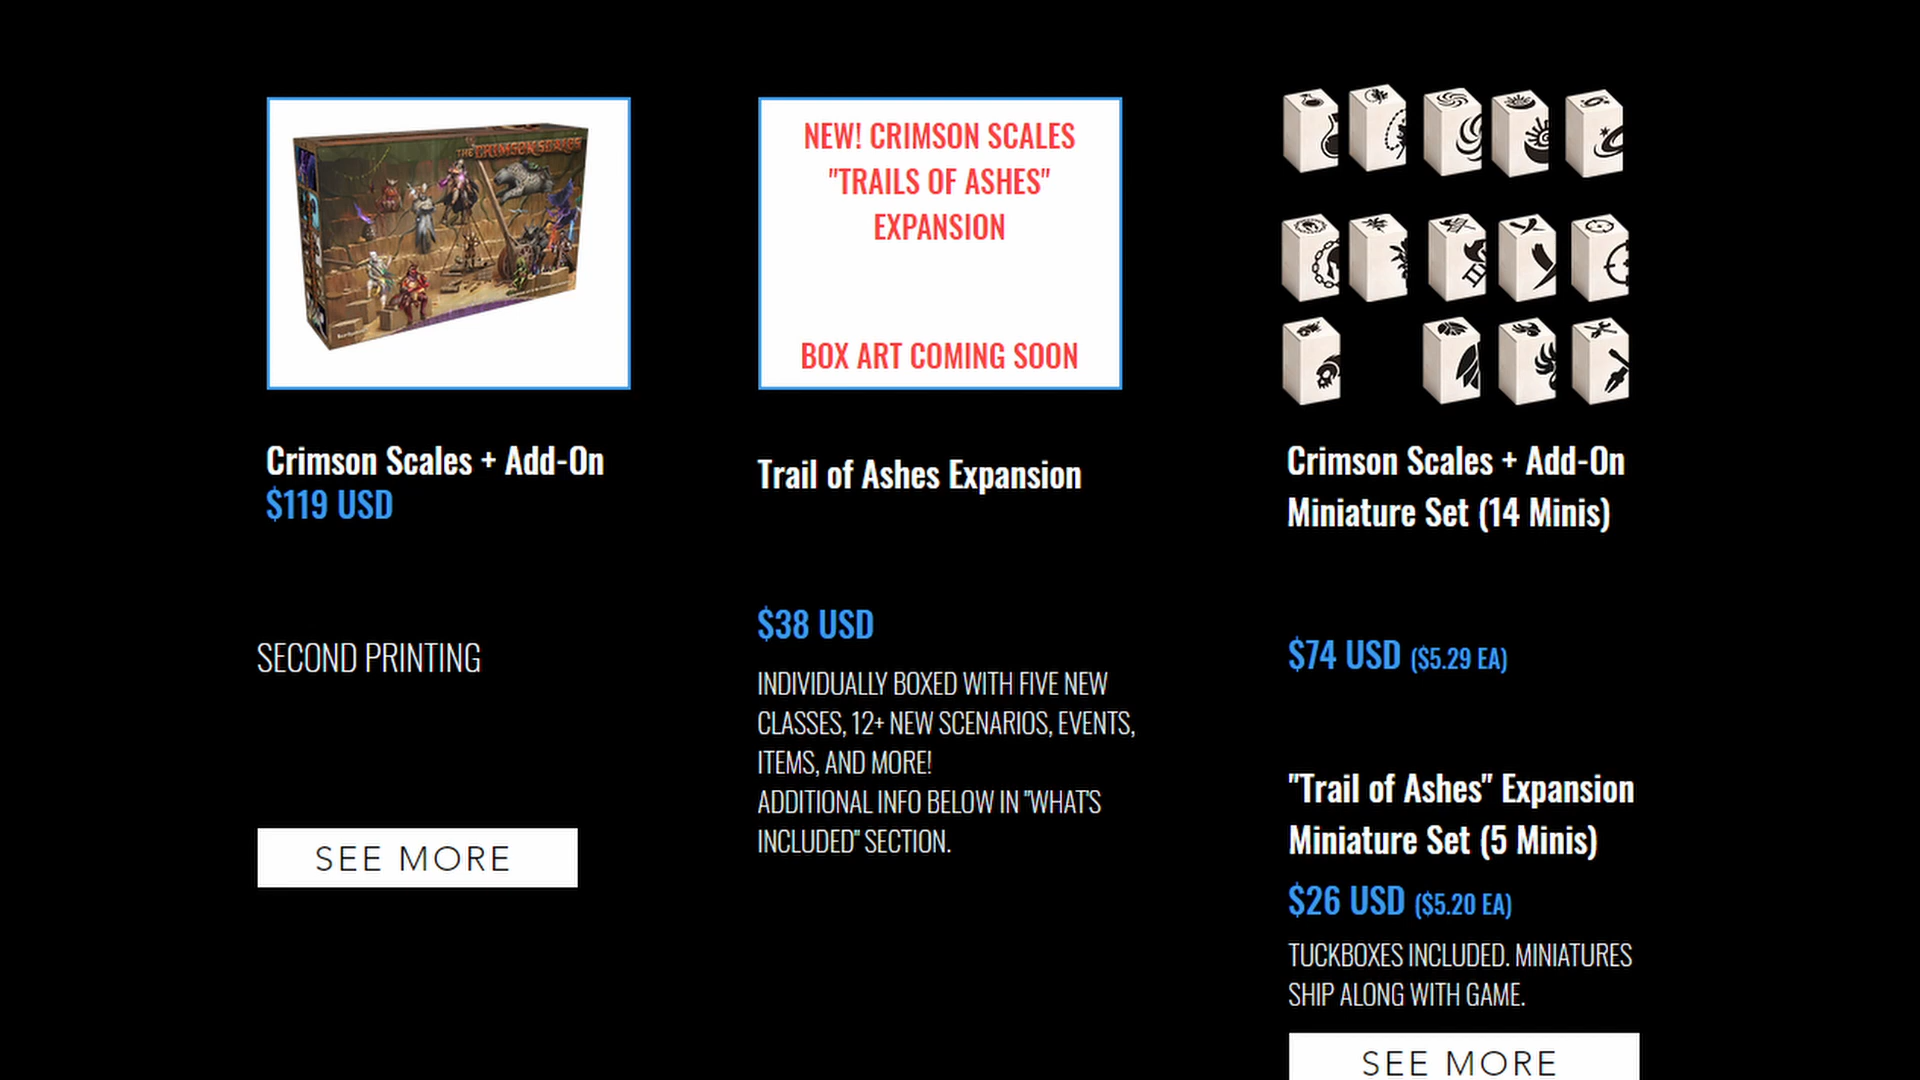 THE CRIMSON SCALES
NEW! CRIMSON SCALES
"TRAILS OF ASHES"
EXPANSION
BOX ART COMING SOON
Crimson Scales + Add-On
$119 USD
SECOND PRINTING
SEE MORE
Trail of Ashes Expansion
$38 USD
INDIVIDUALLY BOXED WITH FIVE NEW
CLASSES, 12+ NEW SCENARIOS, EVENTS,
ITEMS, AND MORE!
ADDITIONAL INFO BELOW IN "WHAT'S
INCLUDED" SECTION.
Crimson Scales + Add-On
Miniature Set (14 Minis)
$74 USD ($5.29 EA)
"Trail of Ashes" Expansion
Miniature Set (5 Minis)
$26 USD ($5.20 EA)
TUCKBOXES INCLUDED. MINIATURES
SHIP ALONG WITH GAME.
SEE MORE